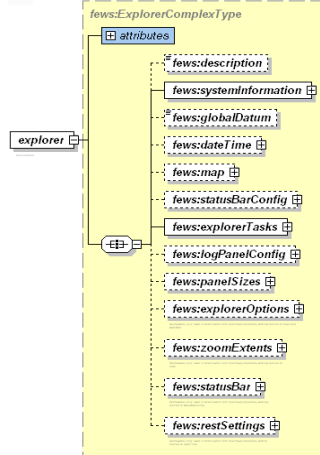 fews:ExplorerComplexType
attributes
fews:description
fews:systemInformation
fews:globalDatum
fews:dateTime
explorer
fews:map
fews:statusBarConfig
fews:explorerTasks
fews:logPanelConfig
fews:panelSizes
fews:explorerOptions
fews:zoomExtents
fews:statusBar
fews:restSettings